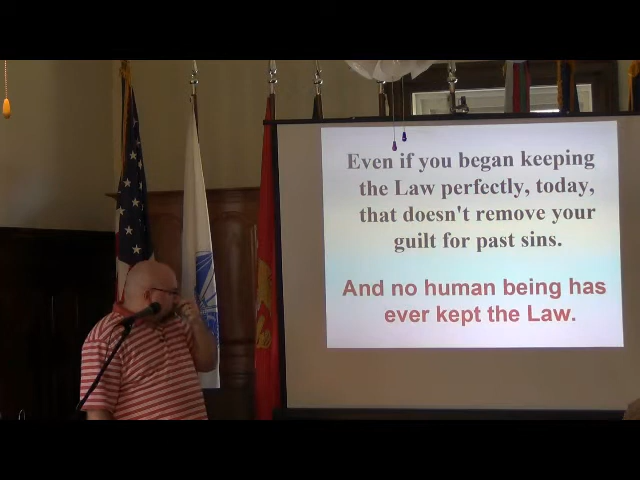 Even if you began keeping
the Law perfectly, today,
that doesn't remove your
guilt for past sins.
And no human being has
ever kept the Law.